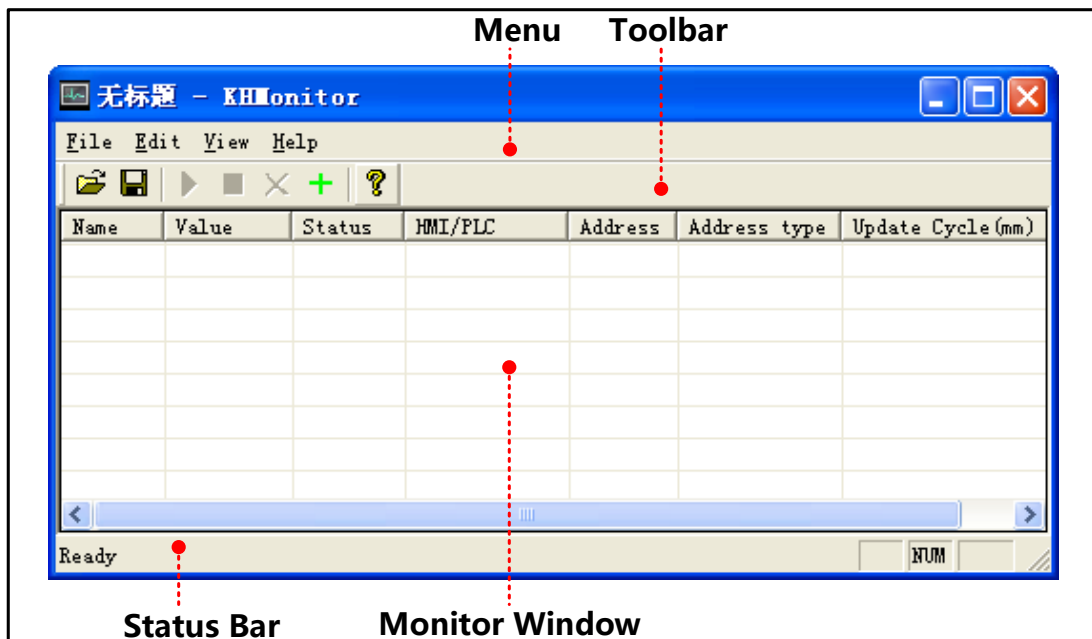 Menu Toolbar
无标题 - KHMonitor
File Edit View Help
Name Value Status HMI/PLC Address Address type Update Cycle(mm)
Ready NUM
Status Bar Monitor Window